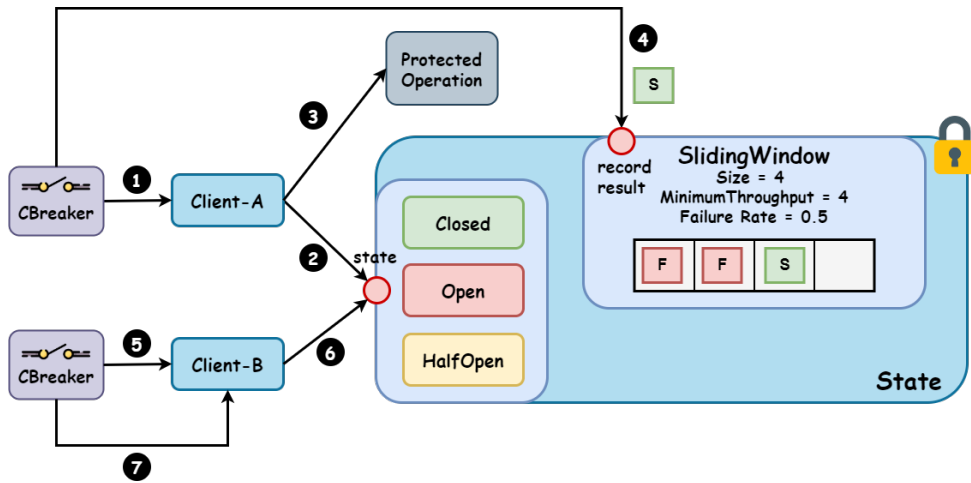 4
S
Protected
Operation
3
SlidingWindow
Size = 4
MinimumThroughput = 4
Failure Rate = 0.5
record
result
1
CBreaker
Client-A
Closed
2
state
F
F
S
Open
5
6
CBreaker
Client-B
HalfOpen
State
7